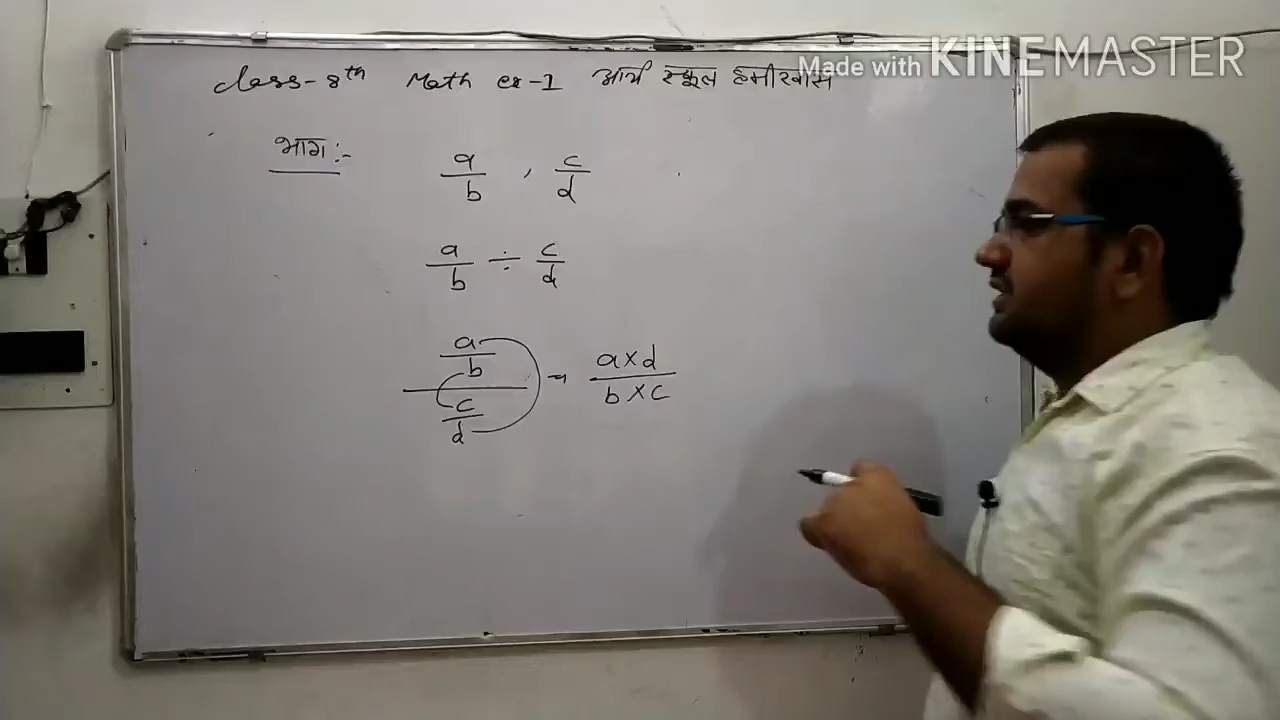 Made with KINEMASTER
class-8th Math ex-1 आर्य स्कूल हमीरवास
भाग:-
a/b , c/d
a/b ÷ c/d
a/b / c/d = a×d / b×c